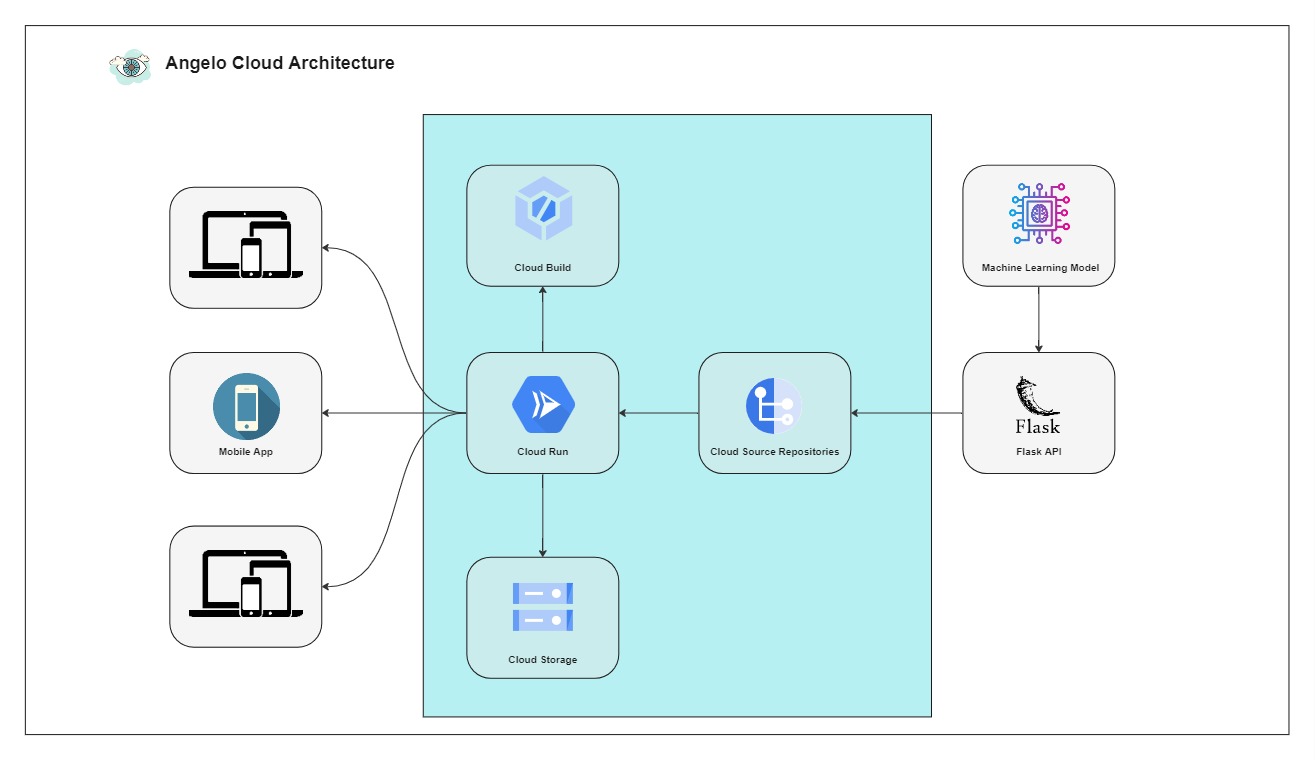 Angelo Cloud Architecture
Cloud Build
Machine Learning Model
Mobile App
Cloud Run
Cloud Source Repositories
Flask
Flask API
Cloud Storage